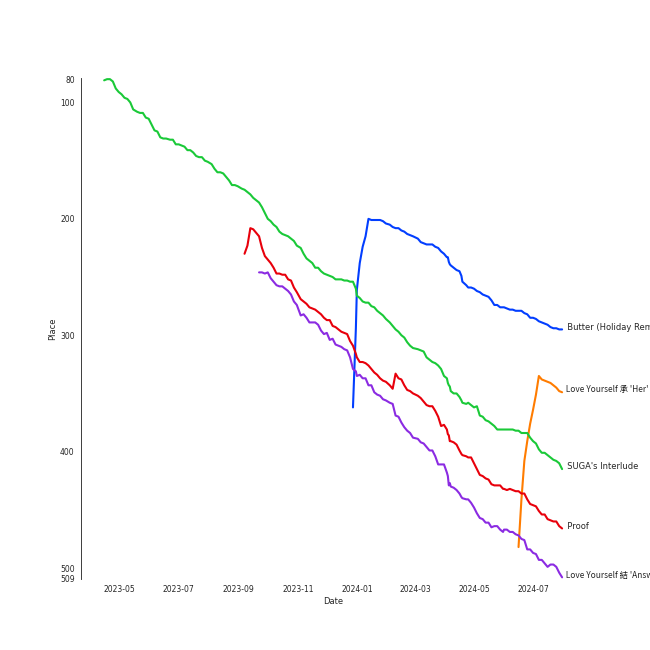 80
100
200
300
400
500
509
Place
2023-05
2023-07
2023-09
2023-11
2024-01
2024-03
2024-05
2024-07
Date
Butter (Holiday Rem
Love Yourself 承 'Her'
SUGA's Interlude
Proof
Love Yourself 結 'Answ